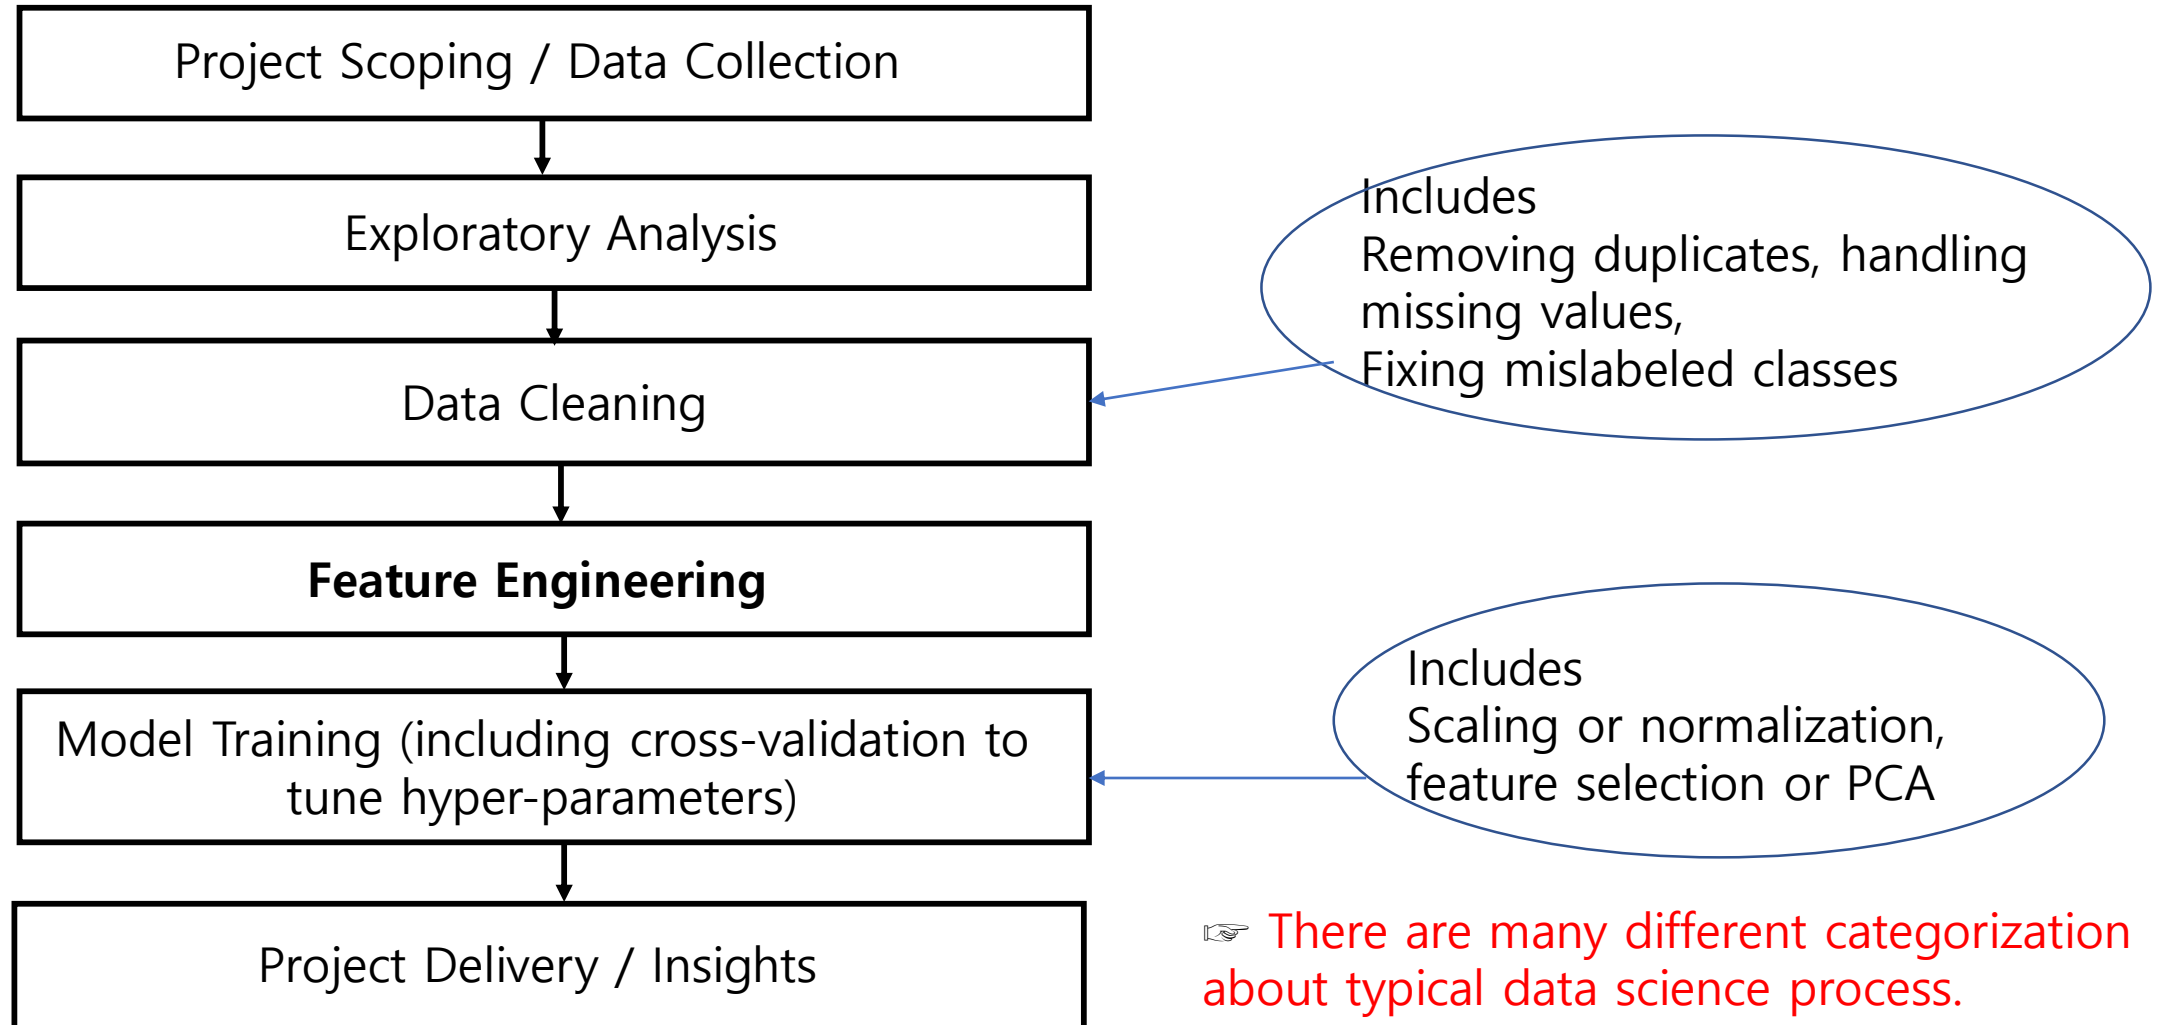 Project Scoping / Data Collection
Exploratory Analysis
Includes
Removing duplicates, handling
missing values,
Fixing mislabeled classes
Data Cleaning
Feature Engineering
Includes
Scaling or normalization,
feature selection or PCA
Model Training (including cross-validation to
tune hyper-parameters)
Project Delivery / Insights
☞ There are many different categorization
about typical data science process.